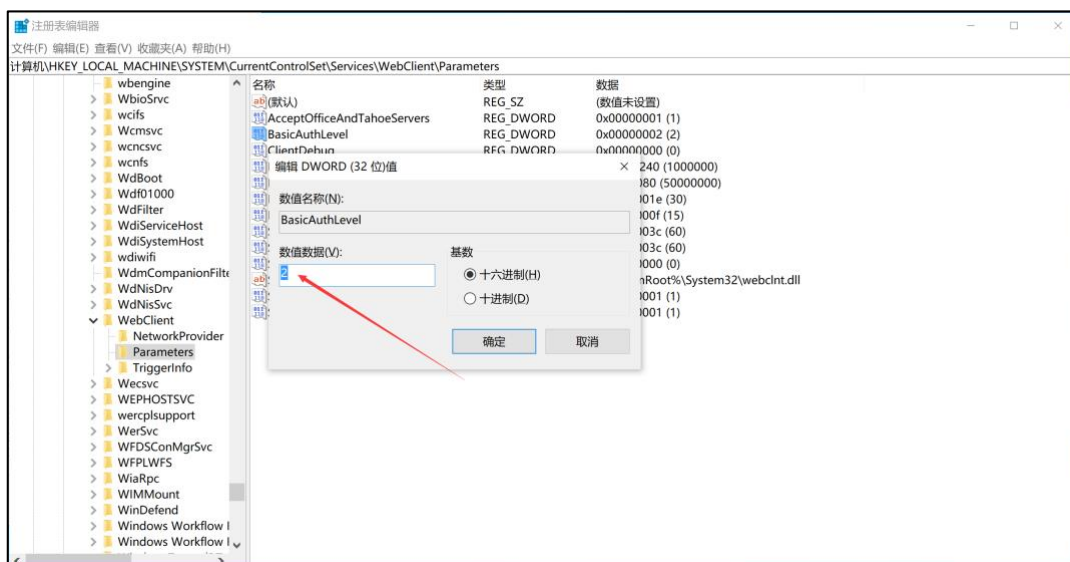 注册表编辑器
文件(F) 编辑(E) 查看(V) 收藏夹(A) 帮助(H)
计算机\HKEY_LOCAL_MACHINE\SYSTEM\CurrentControlSet\Services\WebClient\Parameters
wbengine
WbioSrvc
wcifs
Wcmsvc
wcncsvc
wcnfs
WdBoot
Wdf01000
WdFilter
WdiServiceHost
WdiSystemHost
wdiwifi
WdmCompanionFilte
WdNisDrv
WdNisSvc
WebClient
NetworkProvider
Parameters
TriggerInfo
Wecsvc
WEPHOSTSVC
wercplsupport
WerSvc
WFDSConMgrSvc
WFPLWFS
WiaRpc
WIMMount
WinDefend
Windows Workflow
Windows Workflow
名称 类型 数据
(默认) REG_SZ (数值未设置)
AcceptOfficeAndTahoeServers REG_DWORD 0x00000001 (1)
BasicAuthLevel REG_DWORD 0x00000002 (2)
ClientDebug REG_DWORD 0x00000000 (0)
240 (1000000)
080 (50000000)
001e (30)
000f (15)
003c (60)
003c (60)
0000 (0)
nRoot%\System32\webclnt.dll
0001 (1)
0001 (1)
编辑 DWORD (32 位)值
数值名称(N):
BasicAuthLevel
数值数据(V):
2
基数
十六进制(H)
十进制(D)
确定 取消